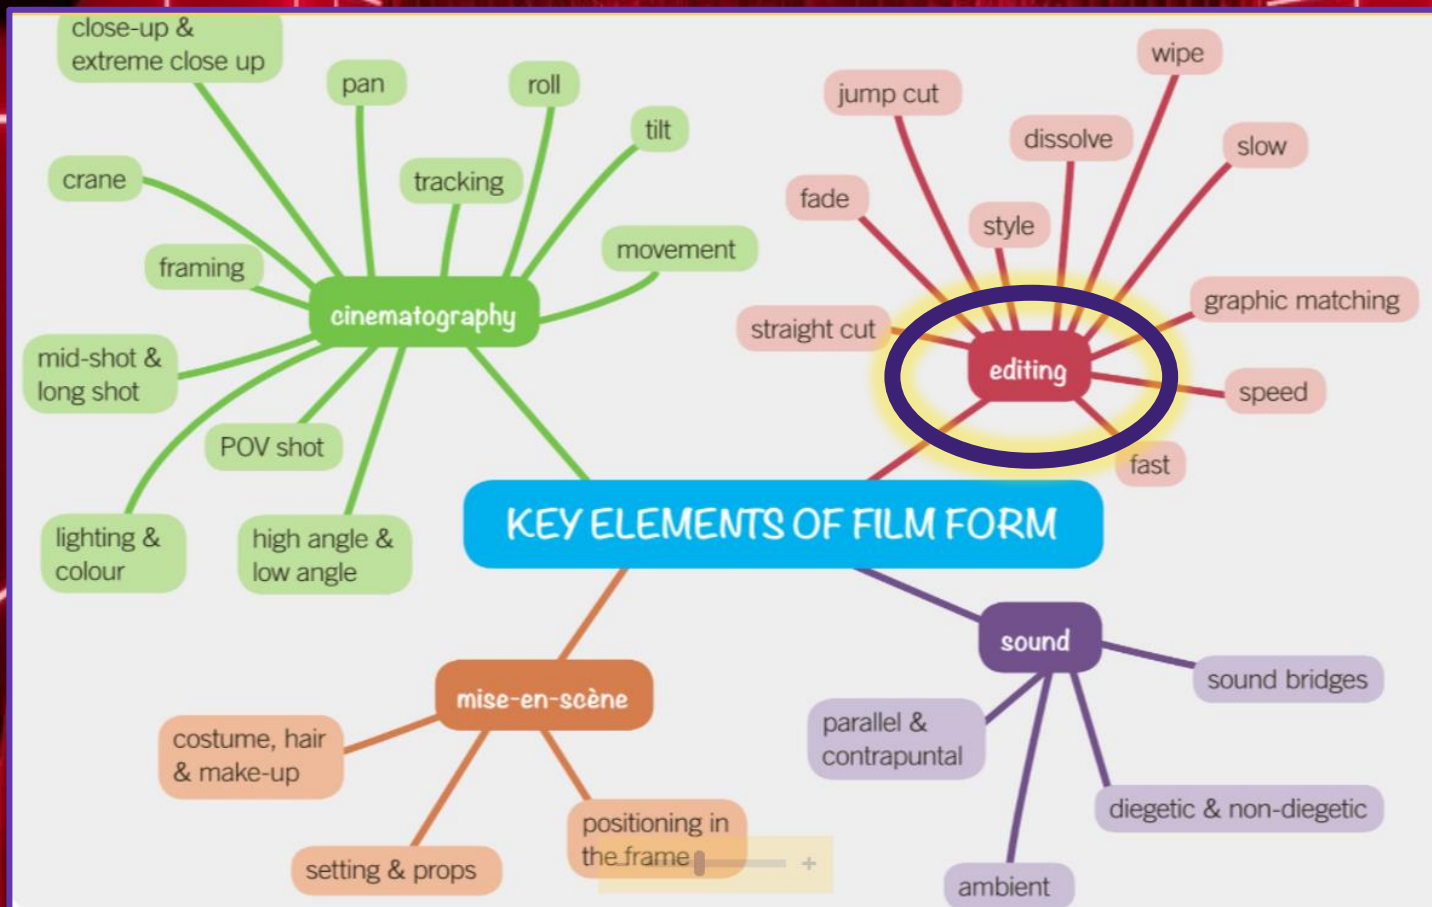 close-up &
extreme close up
pan
roll
tilt
crane
tracking
framing
movement
cinematography
mid-shot &
long shot
POV shot
lighting &
colour
high angle &
low angle
wipe
jump cut
dissolve
slow
fade
style
graphic matching
straight cut
editing
speed
fast
KEY ELEMENTS OF FILM FORM
mise-en-scène
costume, hair
& make-up
setting & props
positioning in
the frame
sound
sound bridges
parallel &
contrapuntal
diegetic & non-diegetic
ambient